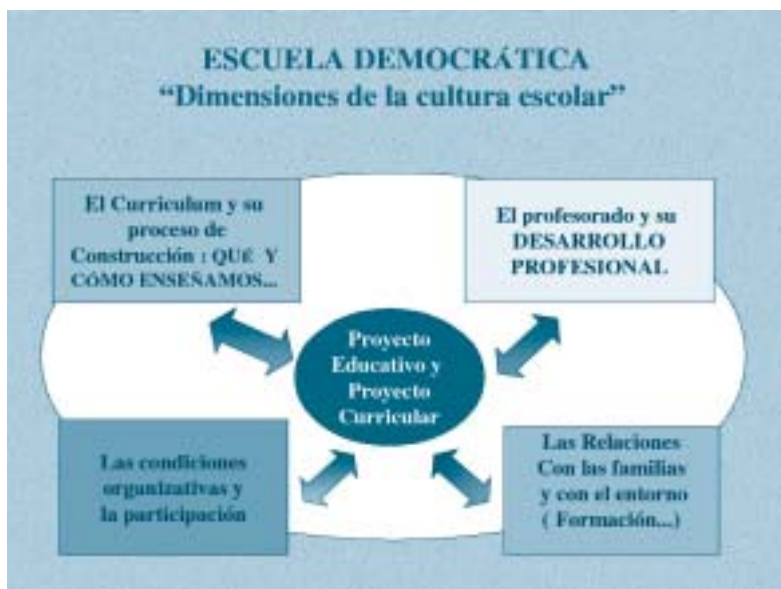 ESCUELA DEMOCRÁTICA
“Dimensiones de la cultura escolar”
El Curriculum y su
proceso de
Construcción : QUÉ Y
CÓMO ENSEÑAMOS...
El profesorado y su
DESARROLLO
PROFESIONAL
Proyecto
Educativo y
Proyecto
Curricular
Las condiciones
organizativas y
la participación
Las Relaciones
Con las familias
y con el entorno
( Formación...)